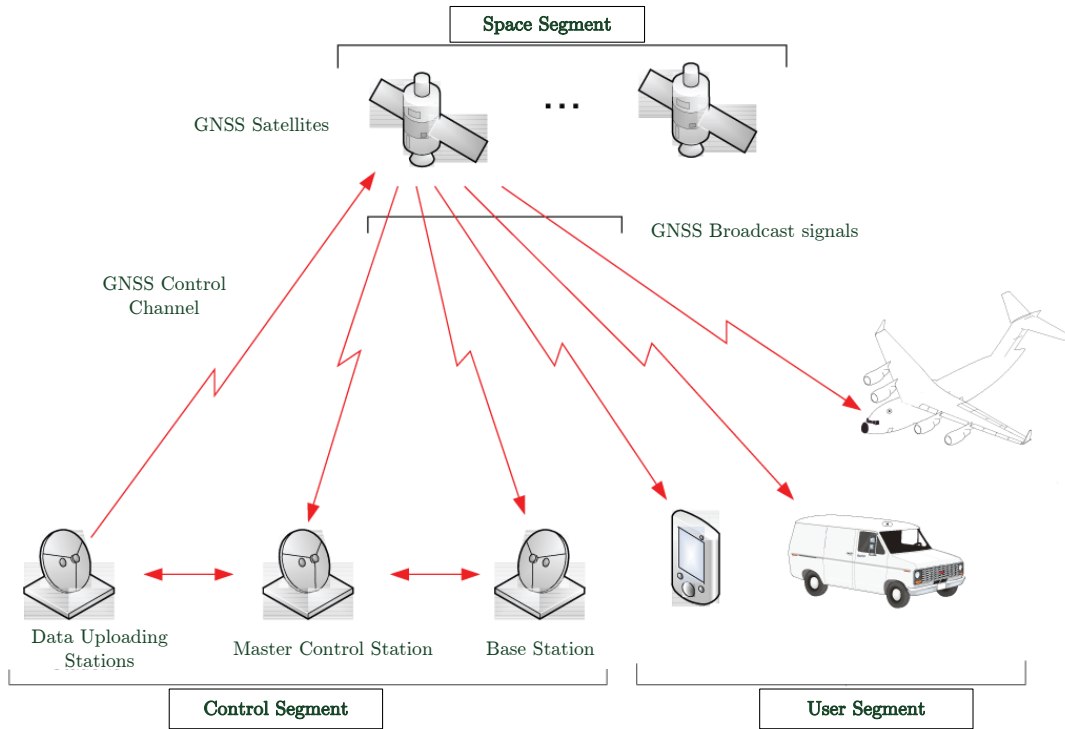 Space Segment
GNSS Satellites
...
GNSS Broadcast signals
GNSS Control
Channel
Data Uploading
Stations
Master Control Station
Base Station
Control Segment
User Segment